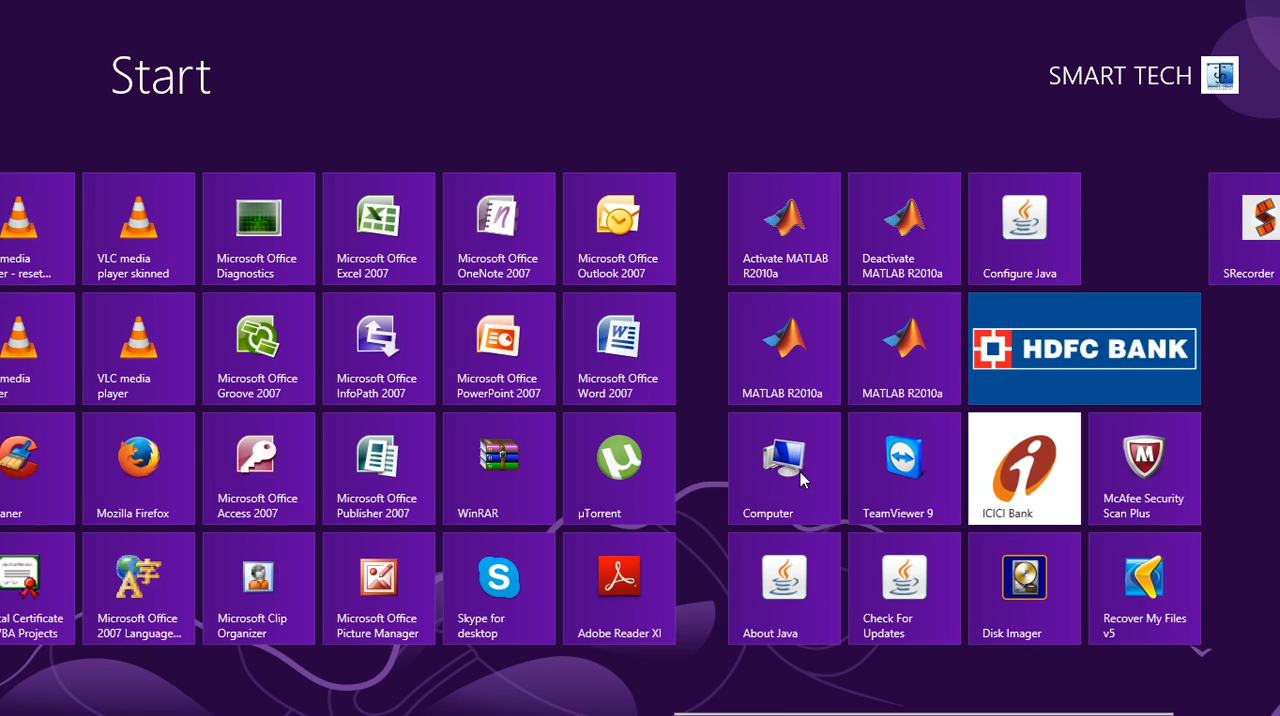 Start
SMART TECH
media
er - reset...
VLC media
player skinned
Microsoft Office
Diagnostics
Microsoft Office
Excel 2007
Microsoft Office
OneNote 2007
Microsoft Office
Outlook 2007
Activate MATLAB
R2010a
Deactivate
MATLAB R2010a
Configure Java
SRecorder
media
er
VLC media
player
Microsoft Office
Groove 2007
Microsoft Office
InfoPath 2007
Microsoft Office
PowerPoint 2007
Microsoft Office
Word 2007
MATLAB R2010a
MATLAB R2010a
HDFC BANK
aner
Mozilla Firefox
Microsoft Office
Access 2007
Microsoft Office
Publisher 2007
WinRAR
µTorrent
Computer
TeamViewer 9
ICICI Bank
McAfee Security
Scan Plus
tal Certificate
VBA Projects
Microsoft Office
2007 Language...
Microsoft Clip
Organizer
Microsoft Office
Picture Manager
Skype for
desktop
Adobe Reader XI
About Java
Check For
Updates
Disk Imager
Recover My Files
v5